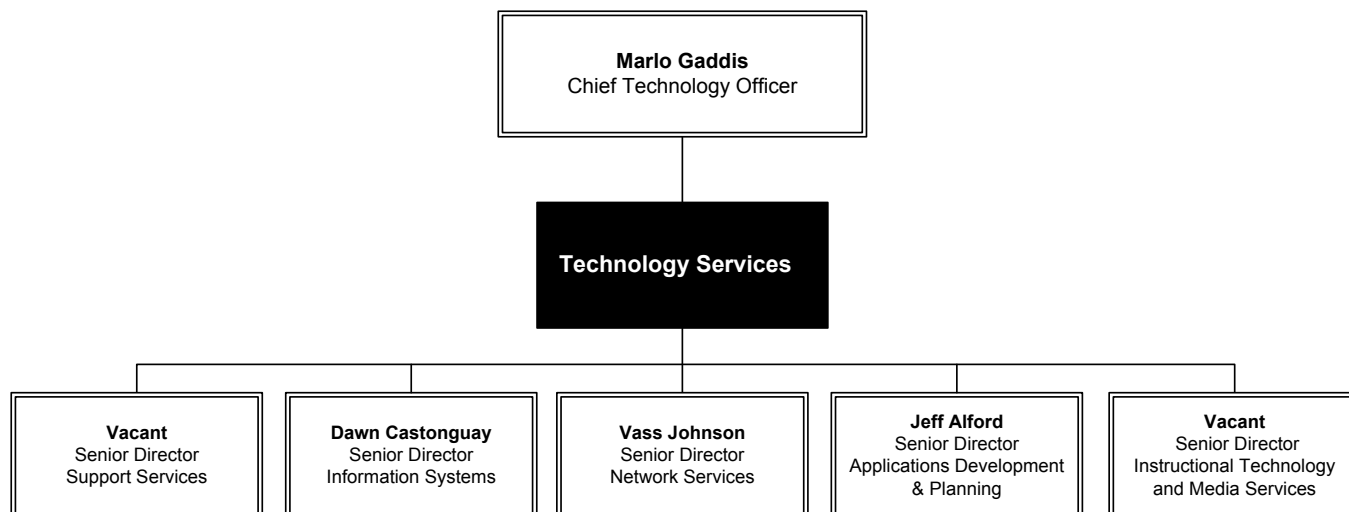 Marlo Gaddis
Chief Technology Officer
Technology Services
Vacant
Senior Director
Support Services
Dawn Castonguay
Senior Director
Information Systems
Vass Johnson
Senior Director
Network Services
Jeff Alford
Senior Director
Applications Development
& Planning
Vacant
Senior Director
Instructional Technology
and Media Services